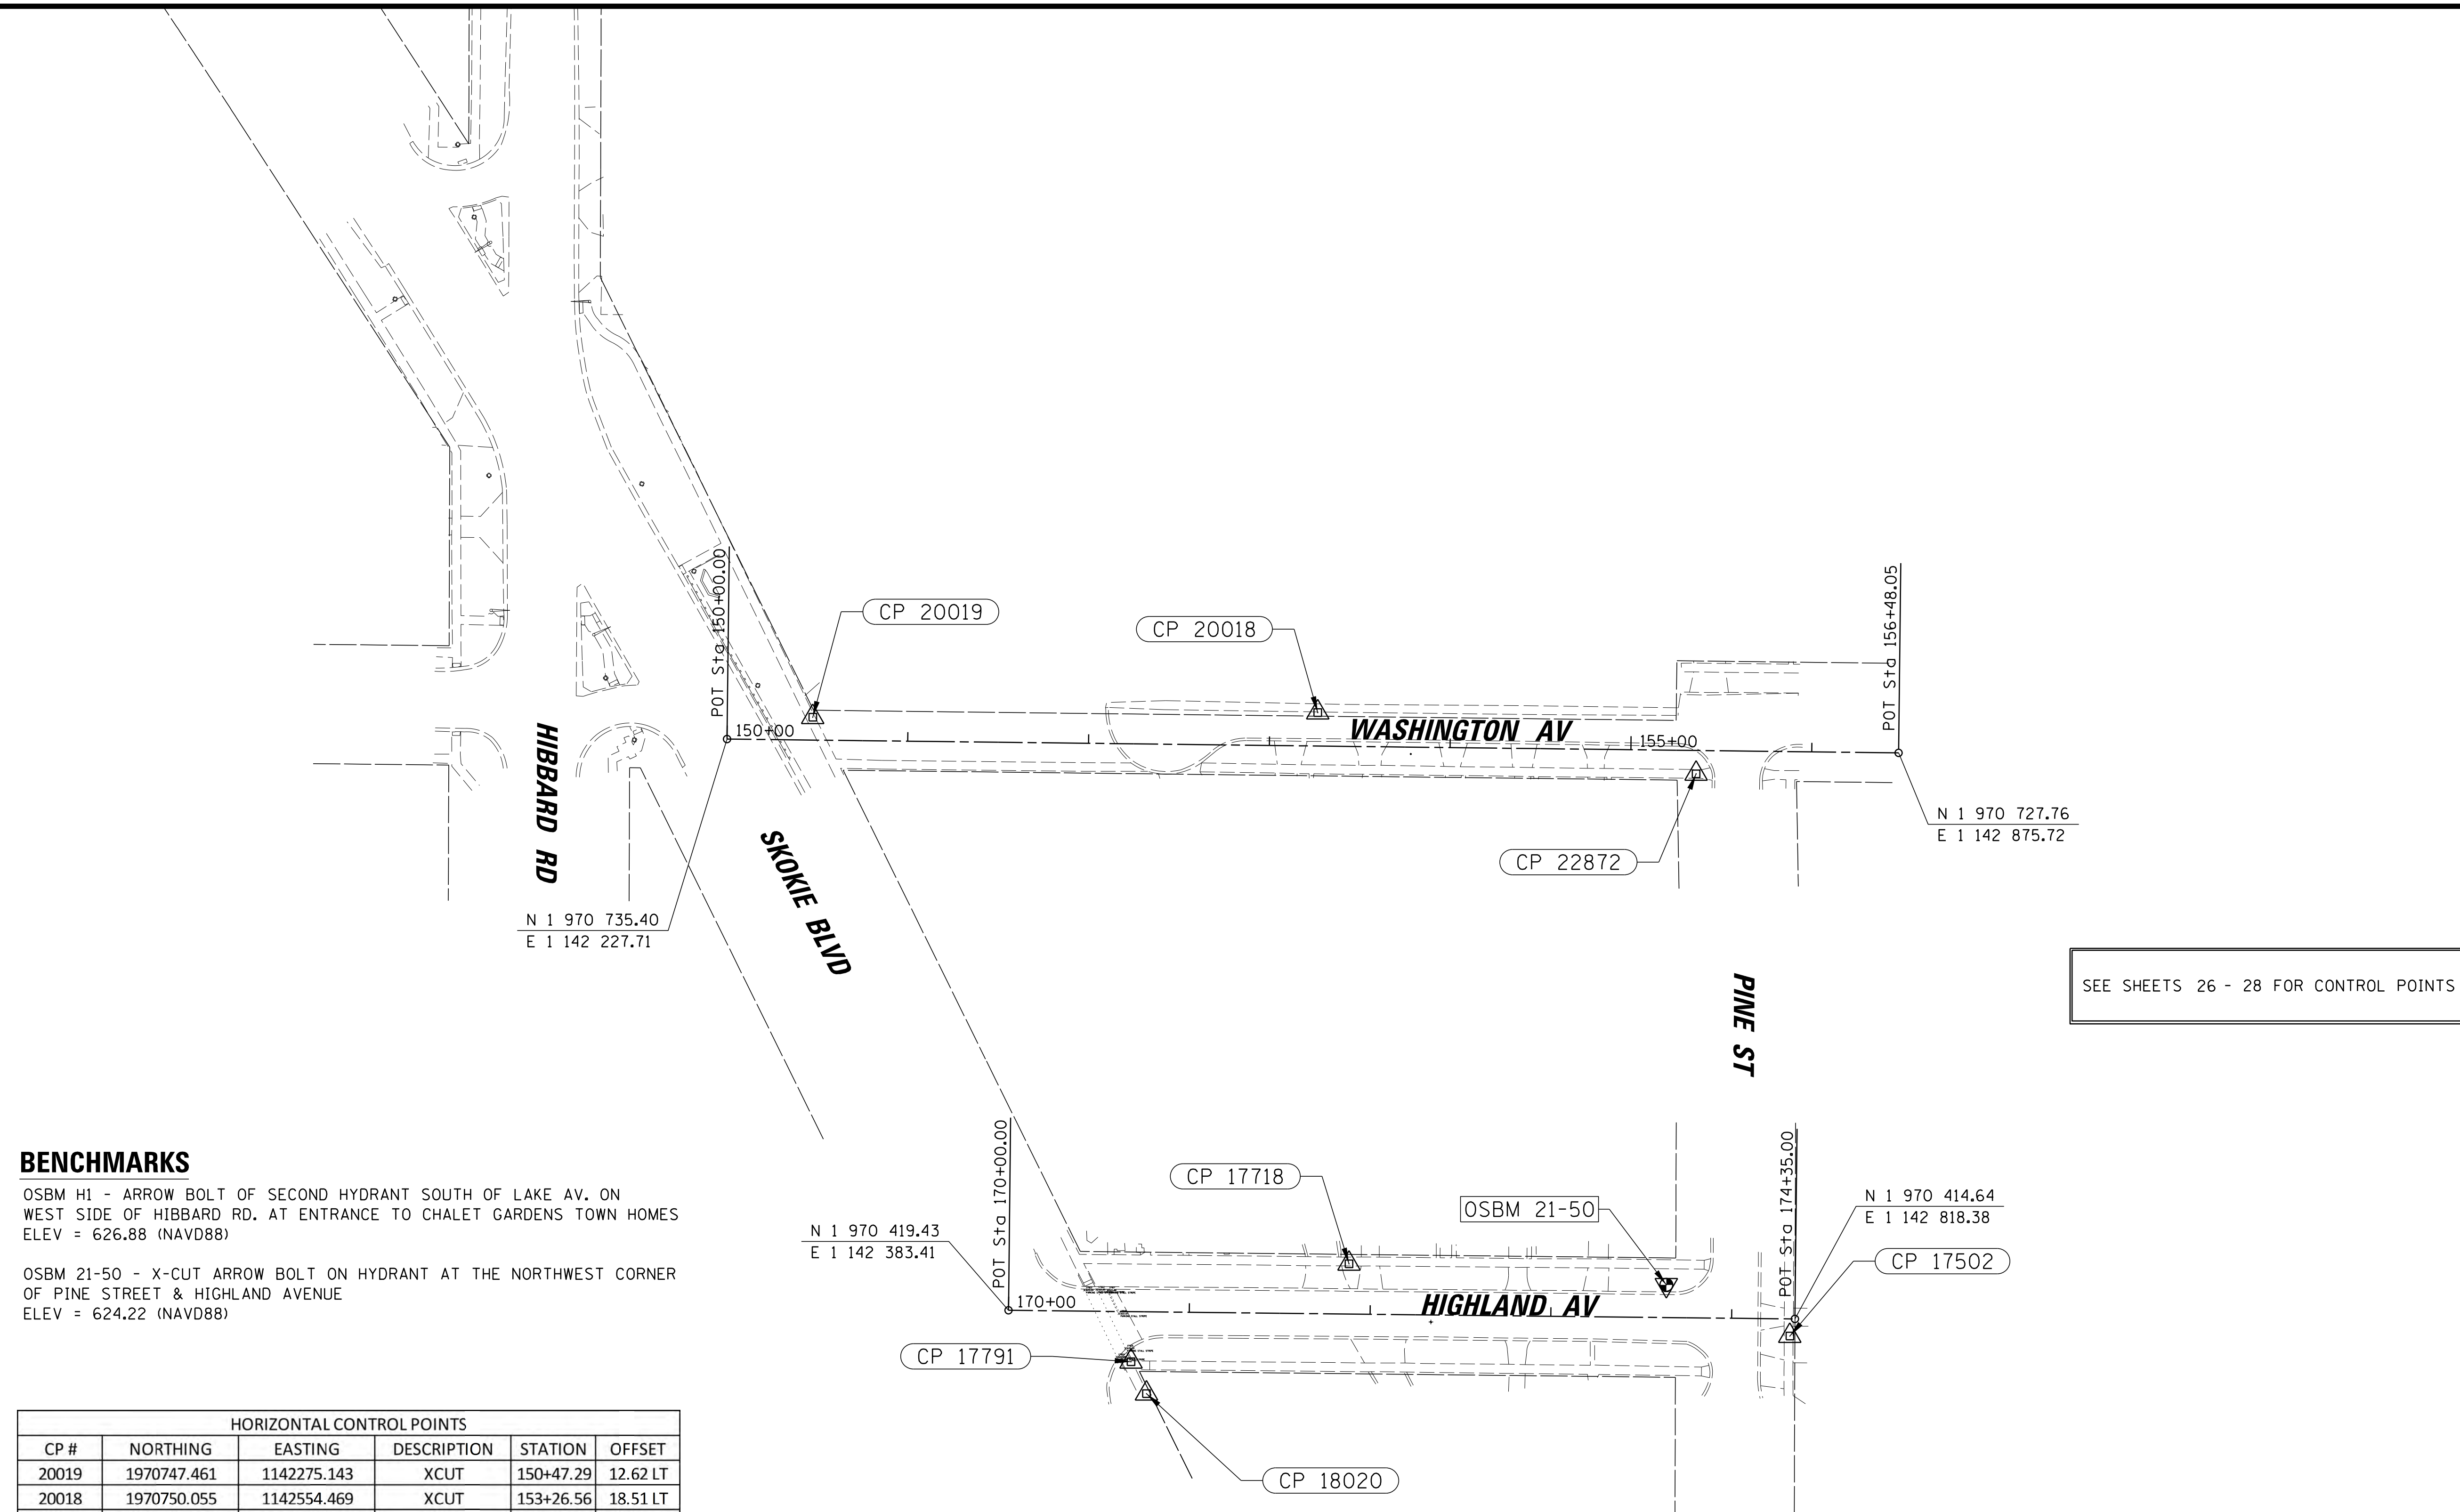 POT Sta 150+00.00
CP 20019
CP 20018
POT Sta 156+48.05
150+00
WASHINGTON AV
155+00
HIBBARD RD
N 1 970 727.76
E 1 142 875.72
SKOKIE BLVD
CP 22872
N 1 970 735.40
E 1 142 227.71
PINE ST
SEE SHEETS 26 - 28 FOR CONTROL POINTS
BENCHMARKS
OSBM H1 - ARROW BOLT OF SECOND HYDRANT SOUTH OF LAKE AV. ON
WEST SIDE OF HIBBARD RD. AT ENTRANCE TO CHALET GARDENS TOWN HOMES
ELEV = 626.88 (NAVD88)
OSBM 21-50 - X-CUT ARROW BOLT ON HYDRANT AT THE NORTHWEST CORNER
OF PINE STREET & HIGHLAND AVENUE
ELEV = 624.22 (NAVD88)
POT Sta 170+00.00
CP 17718
OSBM 21-50
POT Sta 174+35.00
N 1 970 414.64
E 1 142 818.38
N 1 970 419.43
E 1 142 383.41
CP 17502
170+00
HIGHLAND AV
CP 17791
CP 18020
HORIZONTAL CONTROL POINTS
CP # NORTHING EASTING DESCRIPTION STATION OFFSET
20019 1970747.461 1142275.143 XCUT 150+47.29 12.62 LT
20018 1970750.055 1142554.469 XCUT 153+26.56 18.51 LT